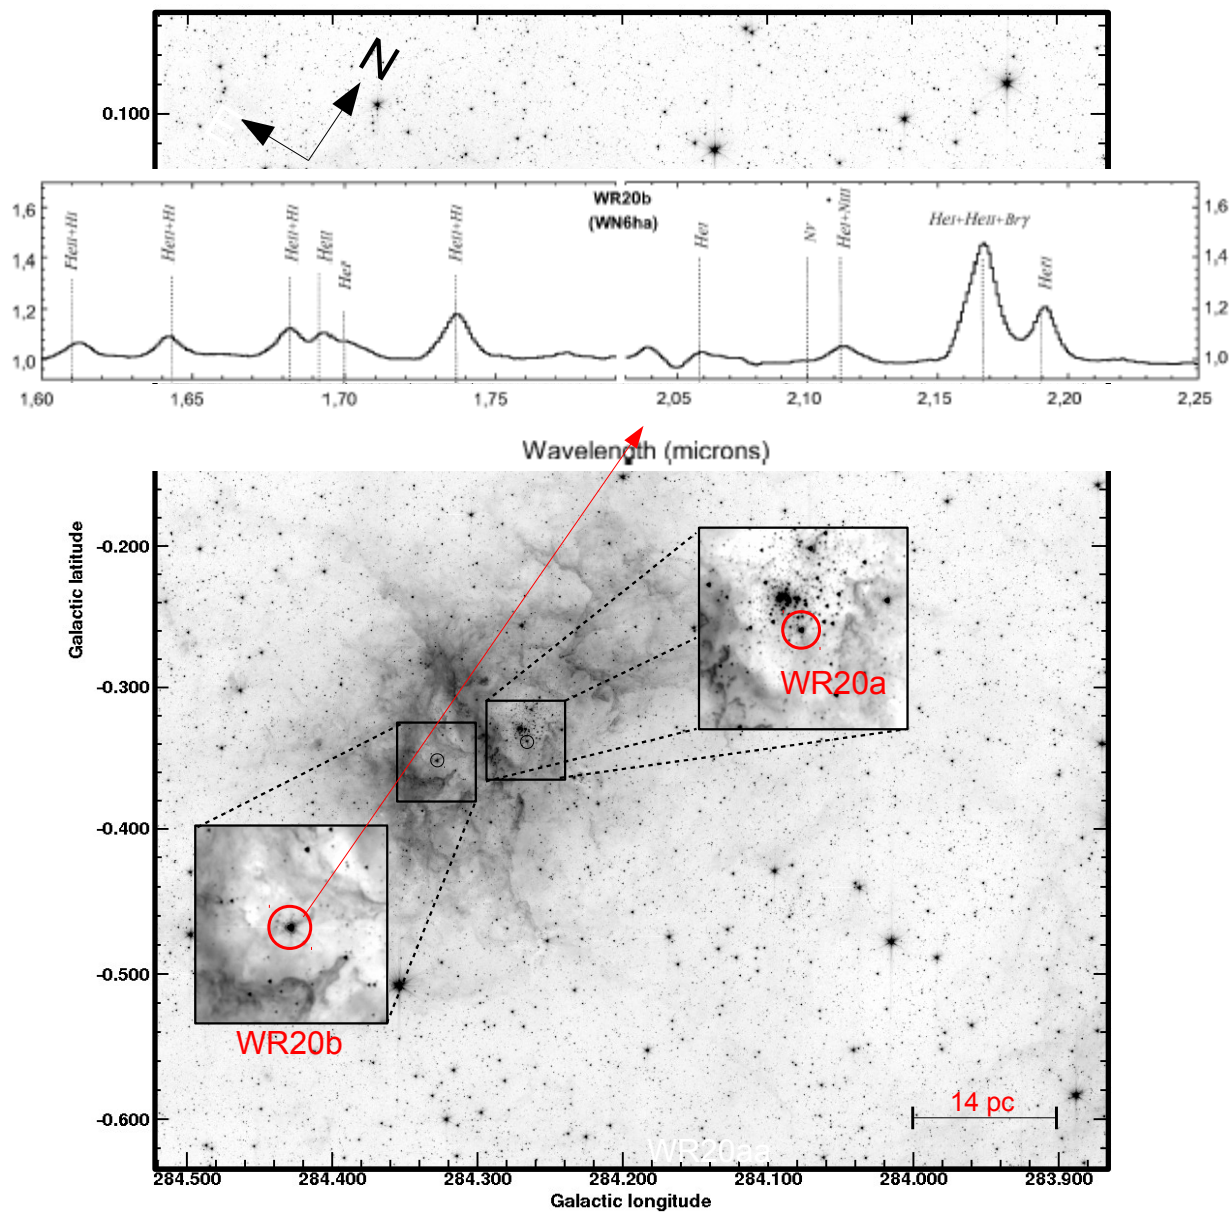 N
E
0.100
WR20b
(WN6ha)
HeII+HI
HeII+HI
HeII+HI
HeII
HeI
HeII+HI
HeI
NV
HeI+NIII
HeI+HeII+Brγ
HeII
1,6
1,4
1,2
1,0
1,6
1,4
1,2
1,0
1,60
1,65
1,70
1,75
2,05
2,10
2,15
2,20
2,25
Wavelength (microns)
Galactic latitude
-0.200
-0.300
-0.400
-0.500
-0.600
WR20a
WR20b
14 pc
WR20aa
284.500
284.400
284.300
284.200
284.100
284.000
283.900
Galactic longitude